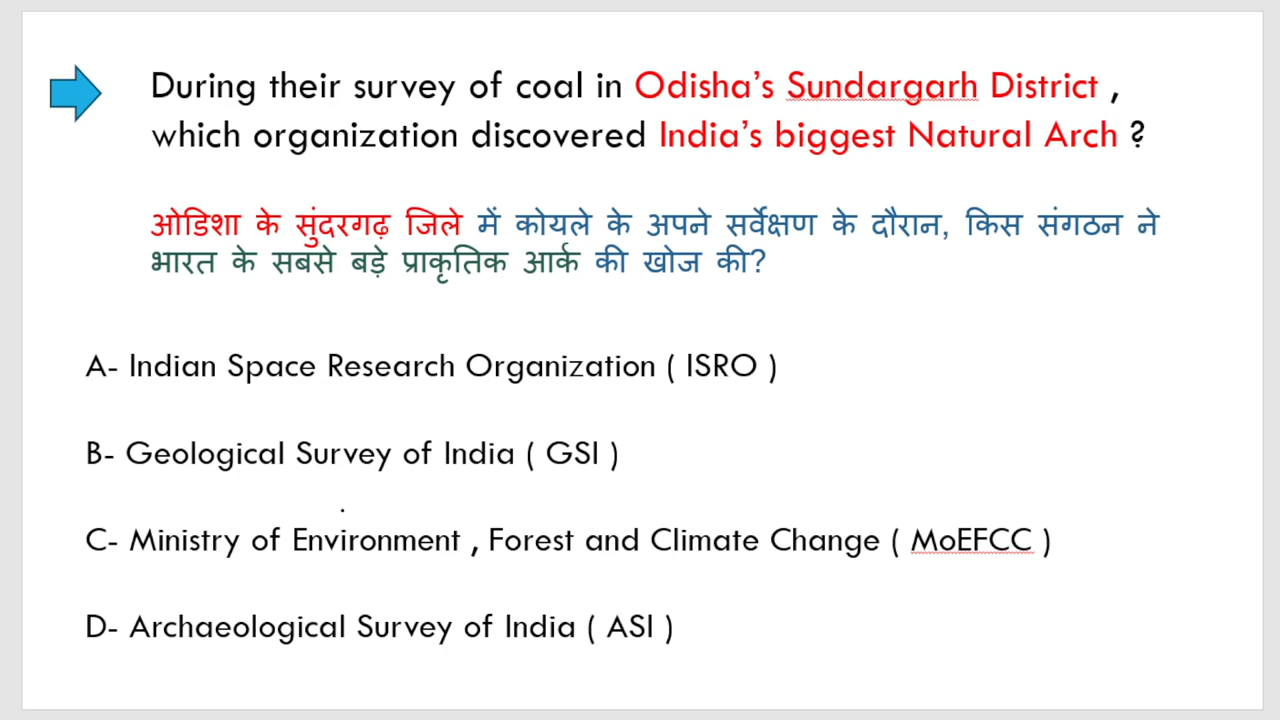 During their survey of coal in Odisha’s Sundargarh District ,
which organization discovered India’s biggest Natural Arch ?
ओडिशा के सुंदरगढ़ जिले में कोयले के अपने सर्वेक्षण के दौरान, किस संगठन ने
भारत के सबसे बड़े प्राकृतिक आर्क की खोज की?
A- Indian Space Research Organization ( ISRO )
B- Geological Survey of India ( GSI )
C- Ministry of Environment , Forest and Climate Change ( MoEFCC )
D- Archaeological Survey of India ( ASI )